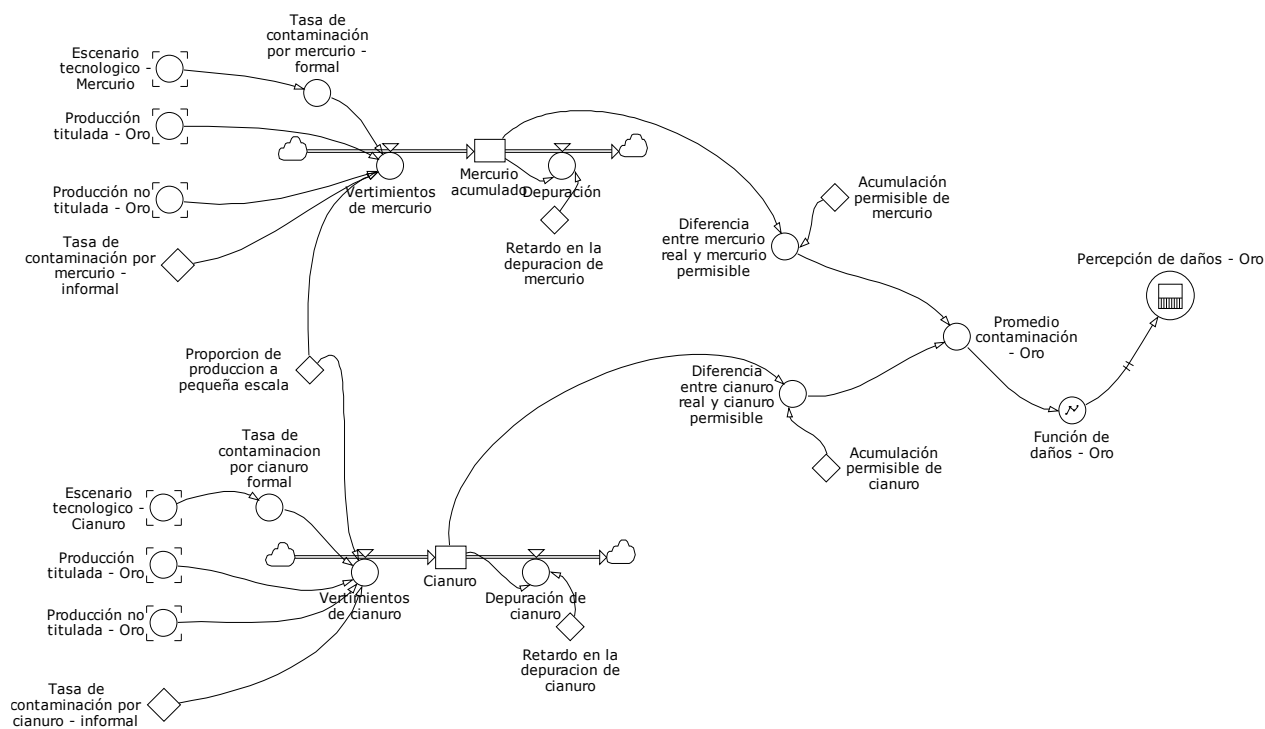 Tasa de
contaminación
por mercurio -
formal
Escenario
tecnologico -
Mercurio
Producción
titulada - Oro
Producción no
titulada - Oro
Tasa de
contaminación por
mercurio -
informal
Vertimientos
de mercurio
Mercurio
acumulado
Depuración
Retardo en la
depuracion de
mercurio
Acumulación
permisible de
de mercurio
Diferencia
entre mercurio
real y mercurio
permisible
Percepción de daños - Oro
Promedio
contaminación
- Oro
Función de
daños - Oro
Proporcion de
produccion a
pequeña escala
Diferencia
entre cianuro
real y cianuro
permisible
Acumulación
permisible de
cianuro
Tasa de
contaminacion
por cianuro
formal
Escenario
tecnologico -
Cianuro
Producción
titulada - Oro
Producción no
titulada - Oro
Tasa de
contaminación por
cianuro - informal
Vertimientos
de cianuro
Cianuro
Depuración de
cianuro
Retardo en la
depuracion de
cianuro